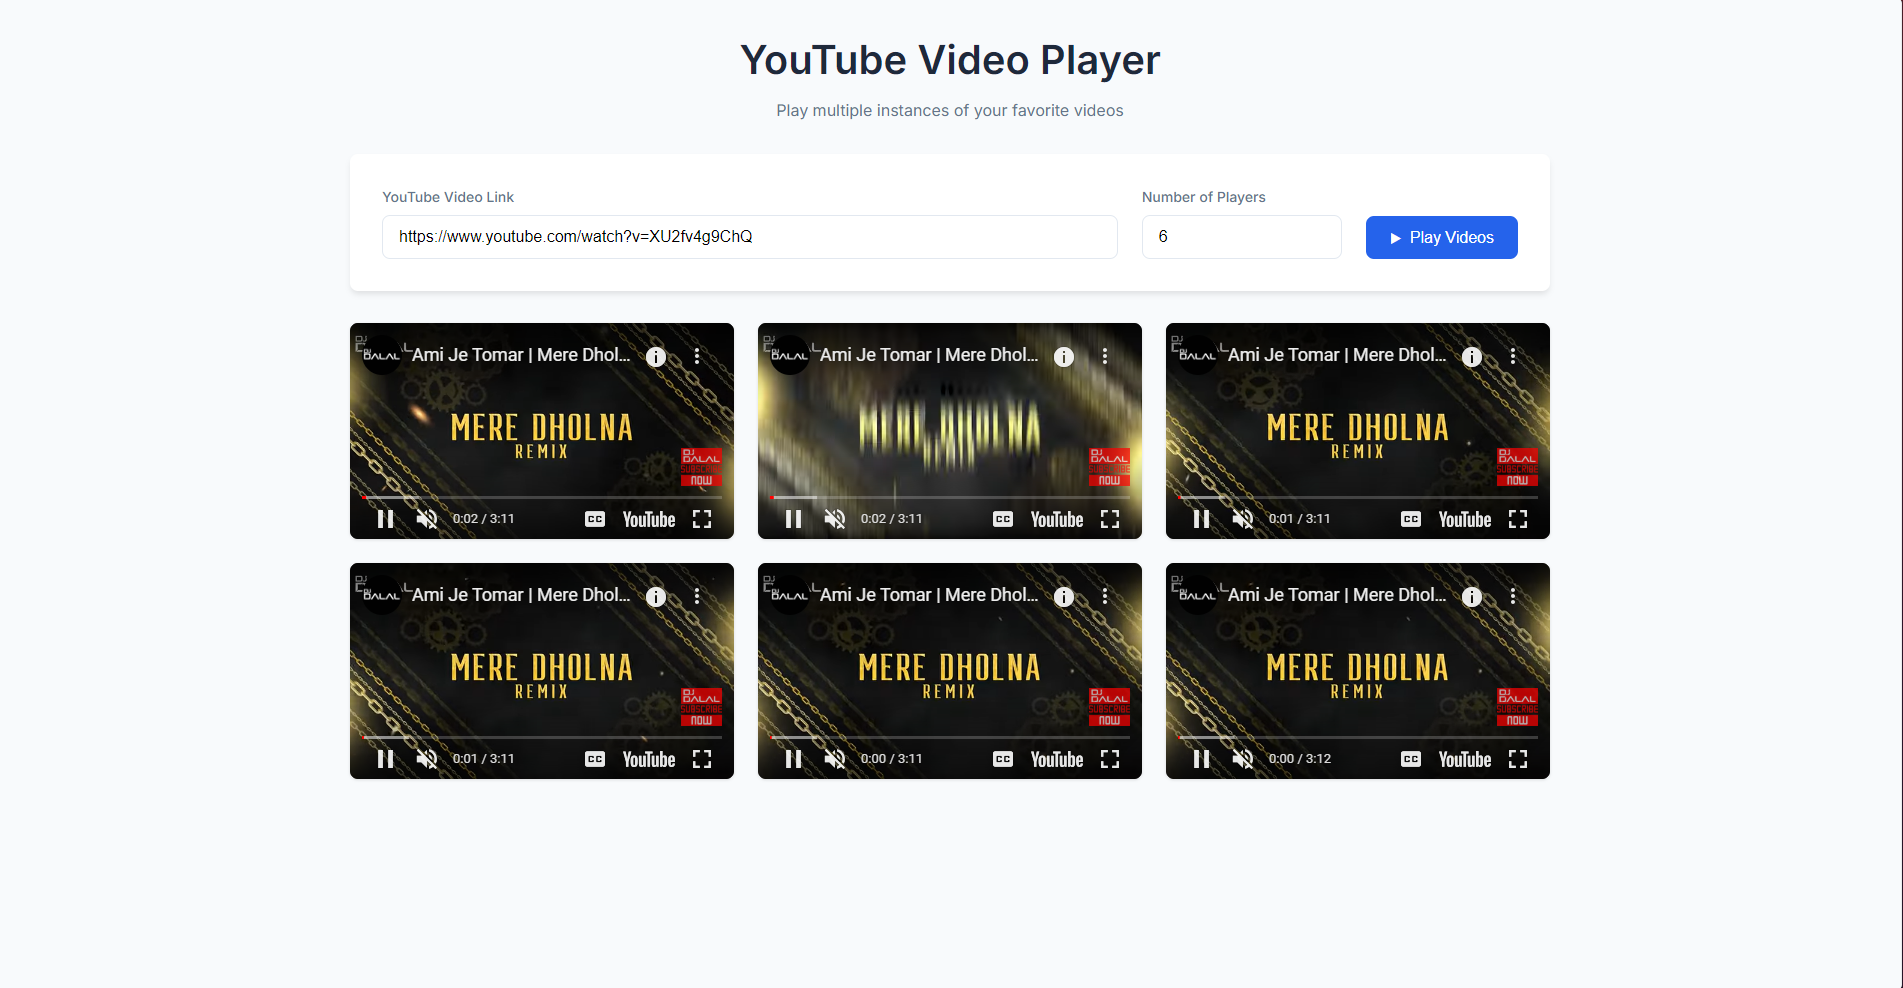 YouTube Video Player
Play multiple instances of your favorite videos
YouTube Video Link
Number of Players
https://www.youtube.com/watch?v=XU2fv4g9ChQ
6
Play Videos
DALAL
Ami Je Tomar | Mere Dhol...
MERE DHOLNA
REMIX
DJ
DALAL
SUBSCRIBE
NOW
0:02 / 3:11
CC
YouTube
DALAL
Ami Je Tomar | Mere Dhol...
MERE DHOLNA
DJ
DALAL
SUBSCRIBE
NOW
0:02 / 3:11
CC
YouTube
DALAL
Ami Je Tomar | Mere Dhol...
MERE DHOLNA
REMIX
DJ
DALAL
SUBSCRIBE
NOW
0:01 / 3:11
CC
YouTube
DALAL
Ami Je Tomar | Mere Dhol...
MERE DHOLNA
REMIX
DJ
DALAL
SUBSCRIBE
NOW
0:01 / 3:11
CC
YouTube
DALAL
Ami Je Tomar | Mere Dhol...
MERE DHOLNA
REMIX
DJ
DALAL
SUBSCRIBE
NOW
0:00 / 3:11
CC
YouTube
DALAL
Ami Je Tomar | Mere Dhol...
MERE DHOLNA
REMIX
DJ
DALAL
SUBSCRIBE
NOW
0:00 / 3:12
CC
YouTube